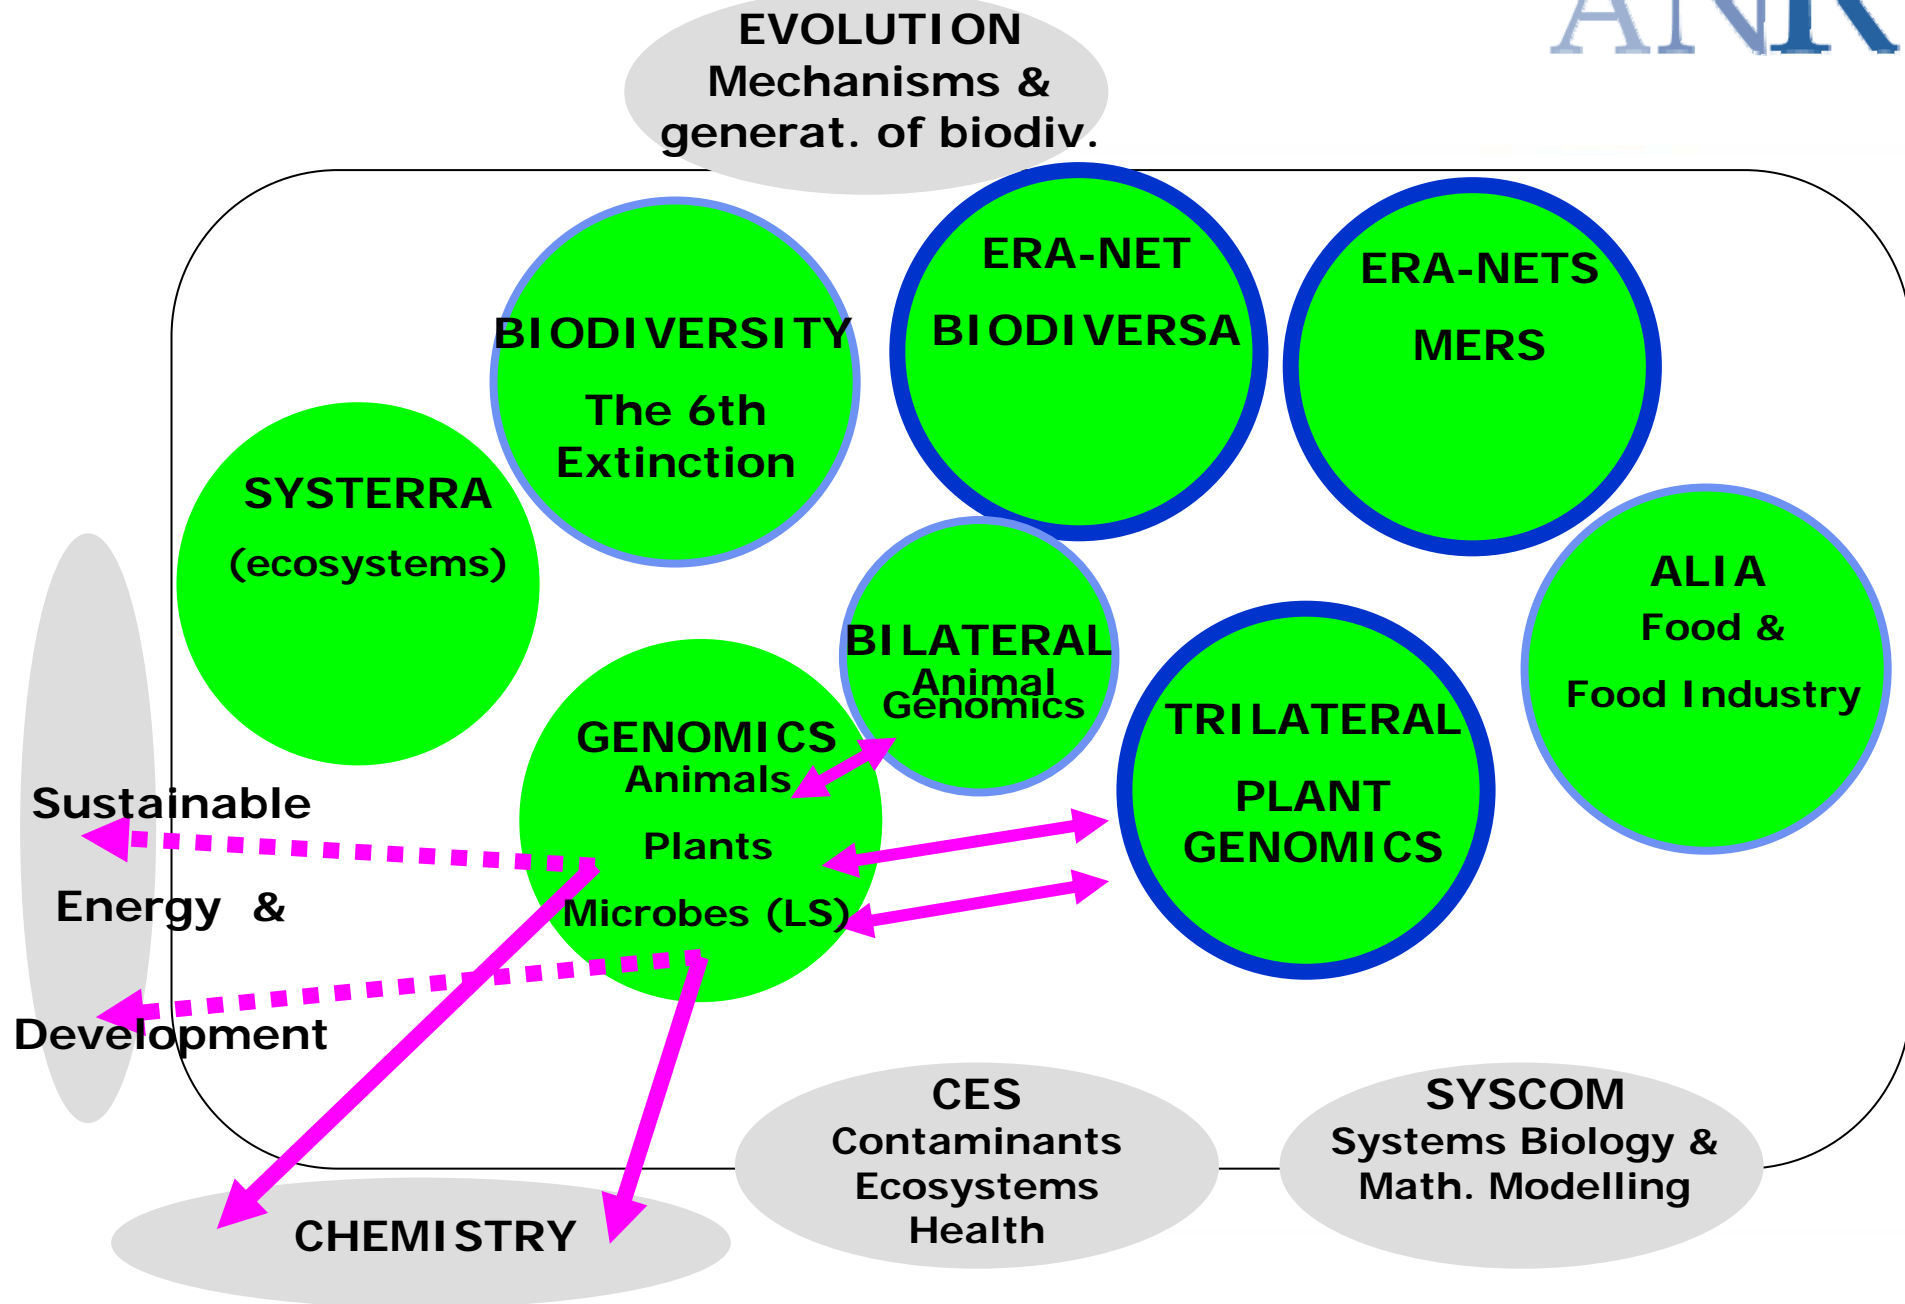 ANR
EVOLUTION
Mechanisms &
generat. of biodiv.
ERA-NET
BIODIVERSA
ERA-NETS
MERS
BIODIVERSITY
The 6th
Extinction
SYSTERRA
(ecosystems)
ALIA
Food &
Food Industry
BILATERAL
Animal
Genomics
TRILATERAL
PLANT
GENOMICS
GENOMICS
Animals
Plants
Microbes (LS)
Sustainable
Energy &
Development
CES
Contaminants
Ecosystems
Health
SYSCOM
Systems Biology &
Math. Modelling
CHEMISTRY